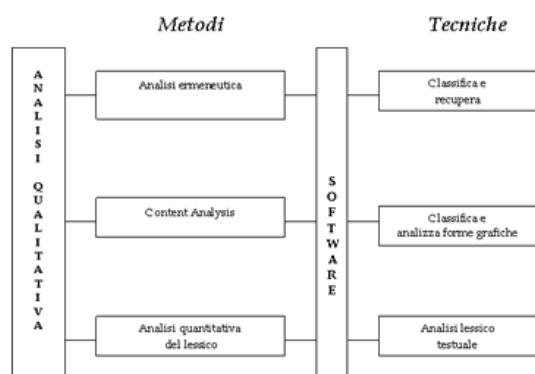 Metodi
Tecniche
ANALISI QUALITATIVA
Analisi ermeneutica
Content Analysis
Analisi quantitativa
del lessico
SOFTWARE
Classifica e
recupera
Classifica e
analizza forme grafiche
Analisi lessico
testuale